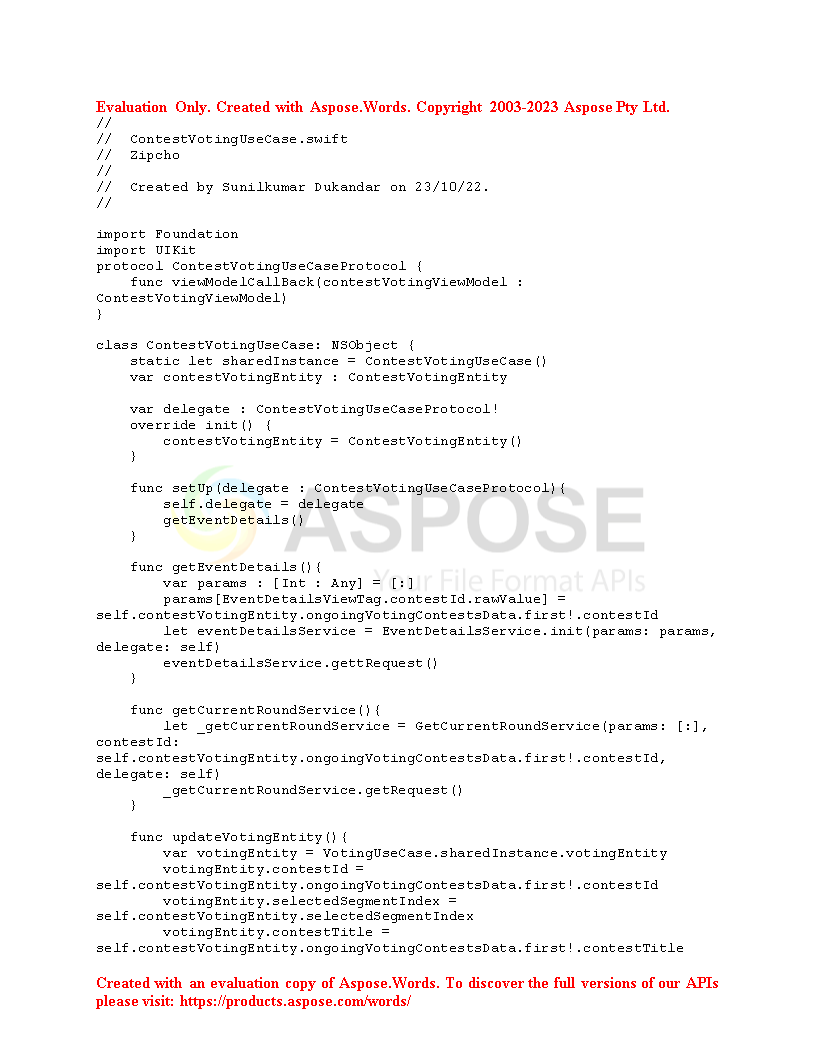 Evaluation Only. Created with Aspose.Words. Copyright 2003-2023 Aspose Pty Ltd.
//
//  ContestVotingUseCase.swift
//  Zipcho
//
//  Created by Sunilkumar Dukandar on 23/10/22.
//
import Foundation
import UIKit
protocol ContestVotingUseCaseProtocol {
    func viewModelCallBack(contestVotingViewModel :
ContestVotingViewModel)
}
class ContestVotingUseCase: NSObject {
    static let sharedInstance = ContestVotingUseCase()
    var contestVotingEntity : ContestVotingEntity
    var delegate : ContestVotingUseCaseProtocol!
    override init() {
        contestVotingEntity = ContestVotingEntity()
    }
    func setUp(delegate : ContestVotingUseCaseProtocol){
        self.delegate = delegate
        getEventDetails()
    }
ASPOSE
Your File Format APIs
    func getEventDetails(){
        var params : [Int : Any] = [:]
        params[EventDetailsViewTag.contestId.rawValue] =
self.contestVotingEntity.ongoingVotingContestsData.first!.contestId
        let eventDetailsService = EventDetailsService.init(params: params,
delegate: self)
        eventDetailsService.gettRequest()
    }
    func getCurrentRoundService(){
        let _getCurrentRoundService = GetCurrentRoundService(params: [:],
contestId:
self.contestVotingEntity.ongoingVotingContestsData.first!.contestId,
delegate: self)
        _getCurrentRoundService.getRequest()
    }
    func updateVotingEntity(){
        var votingEntity = VotingUseCase.sharedInstance.votingEntity
        votingEntity.contestId =
self.contestVotingEntity.ongoingVotingContestsData.first!.contestId
        votingEntity.selectedSegmentIndex =
self.contestVotingEntity.selectedSegmentIndex
        votingEntity.contestTitle =
self.contestVotingEntity.ongoingVotingContestsData.first!.contestTitle
Created with an evaluation copy of Aspose.Words. To discover the full versions of our APIs
please visit: https://products.aspose.com/words/